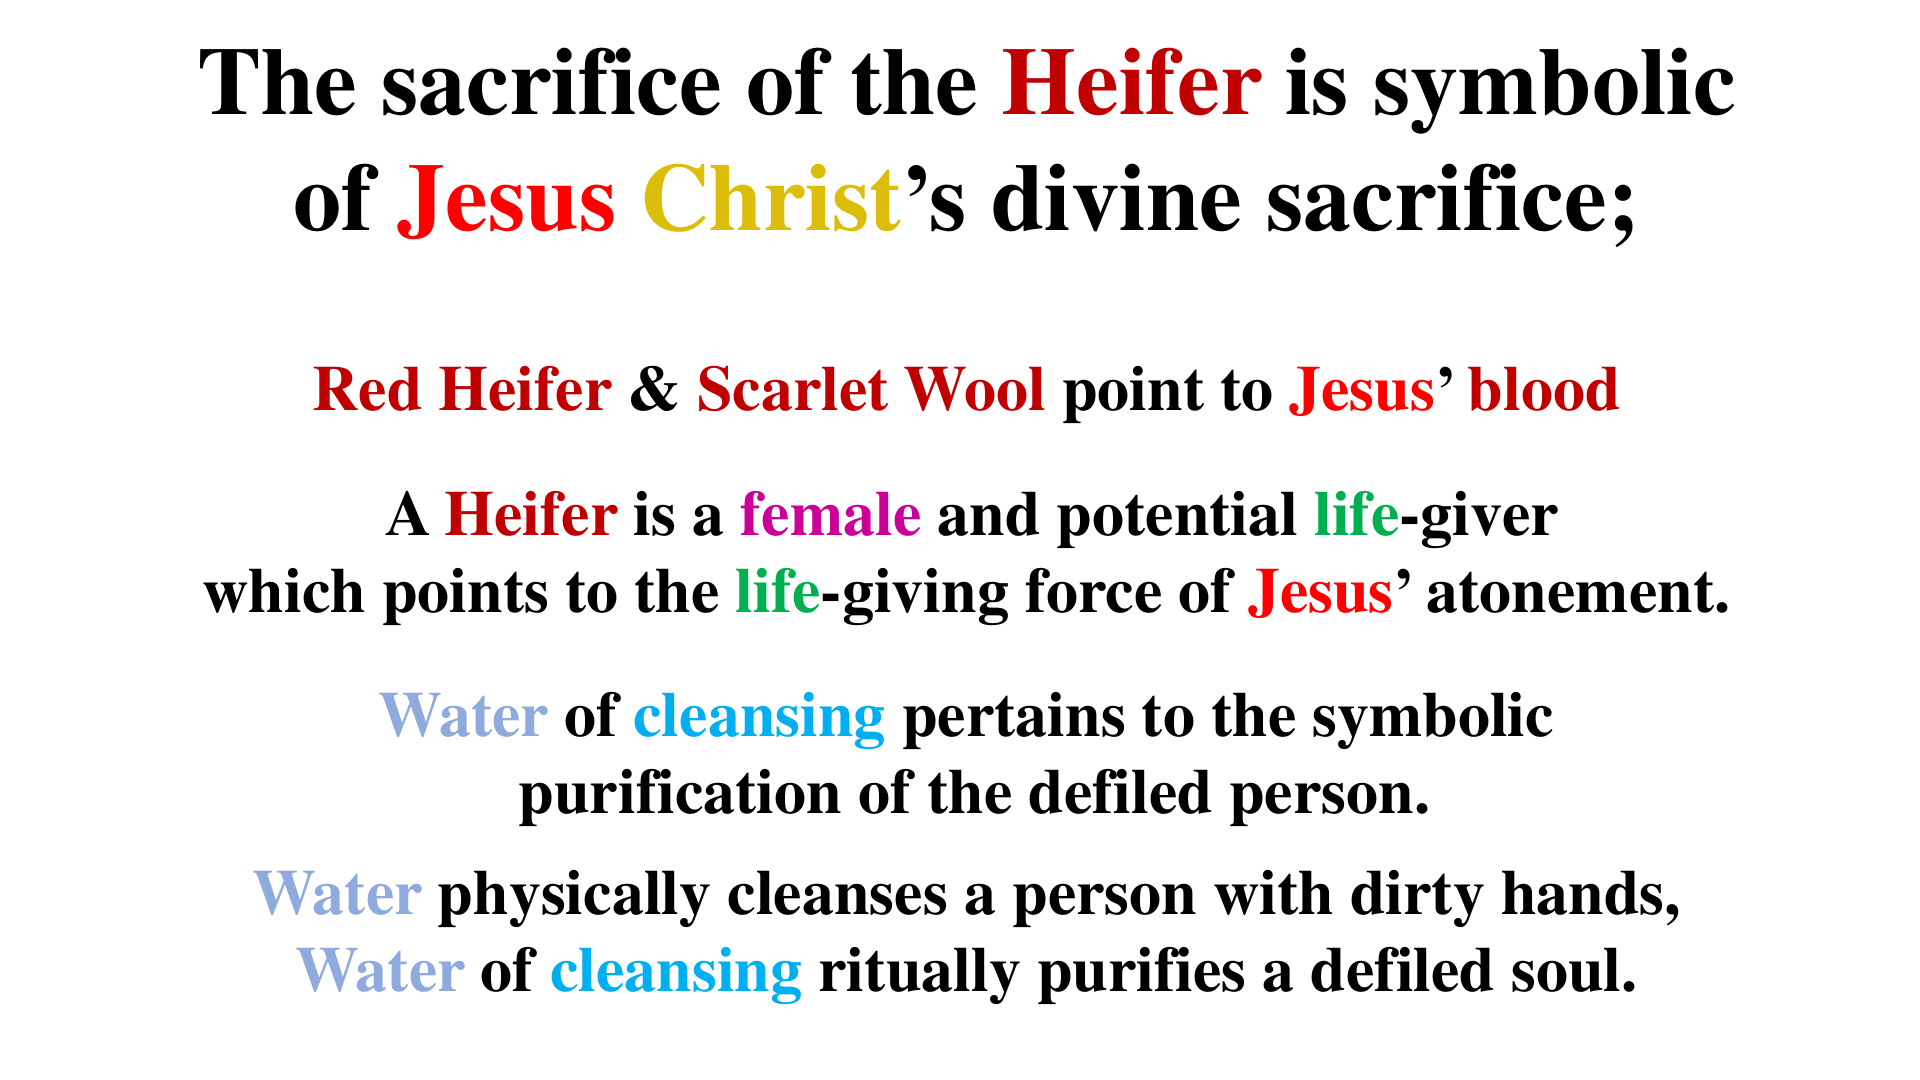 The sacrifice of the Heifer is symbolic
of Jesus Christ’s divine sacrifice;
Red Heifer & Scarlet Wool point to Jesus’ blood
A Heifer is a female and potential life-giver
which points to the life-giving force of Jesus’ atonement.
Water of cleansing pertains to the symbolic
purification of the defiled person.
Water physically cleanses a person with dirty hands,
Water of cleansing ritually purifies a defiled soul.